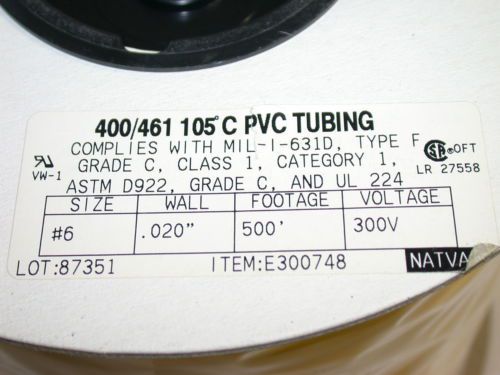 400/461 105°C PVC TUBING
COMPLIES WITH MIL-I-631D, TYPE F,
GRADE C, CLASS 1, CATEGORY 1,
ASTM D922, GRADE C, AND UL 224
VW-1
SA ® OFT
LR 27558
SIZE WALL FOOTAGE VOLTAGE
#6 .020" 500' 300V
LOT:87351 ITEM:E300748 NATVA